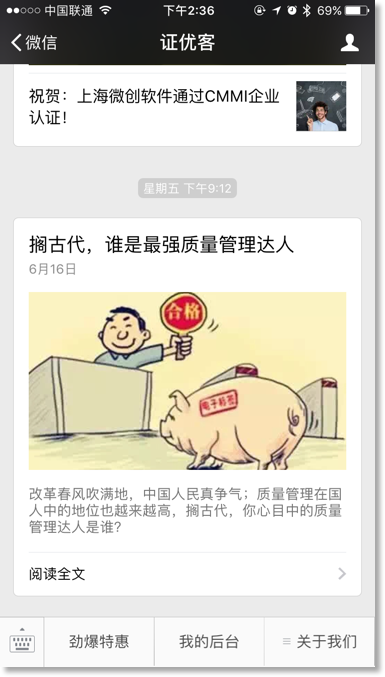 中国联通 下午2:36 69%
微信 证优客
祝贺：上海微创软件通过CMMI企业
认证！
星期五 下午9:12
搁古代，谁是最强质量管理达人
6月16日
合格
电子标签
改革春风吹满地，中国人民真争气；质量管理在国
人中的地位也越来越高，搁古代，你心目中的质量
管理达人是谁？
阅读全文
劲爆特惠 我的后台 关于我们